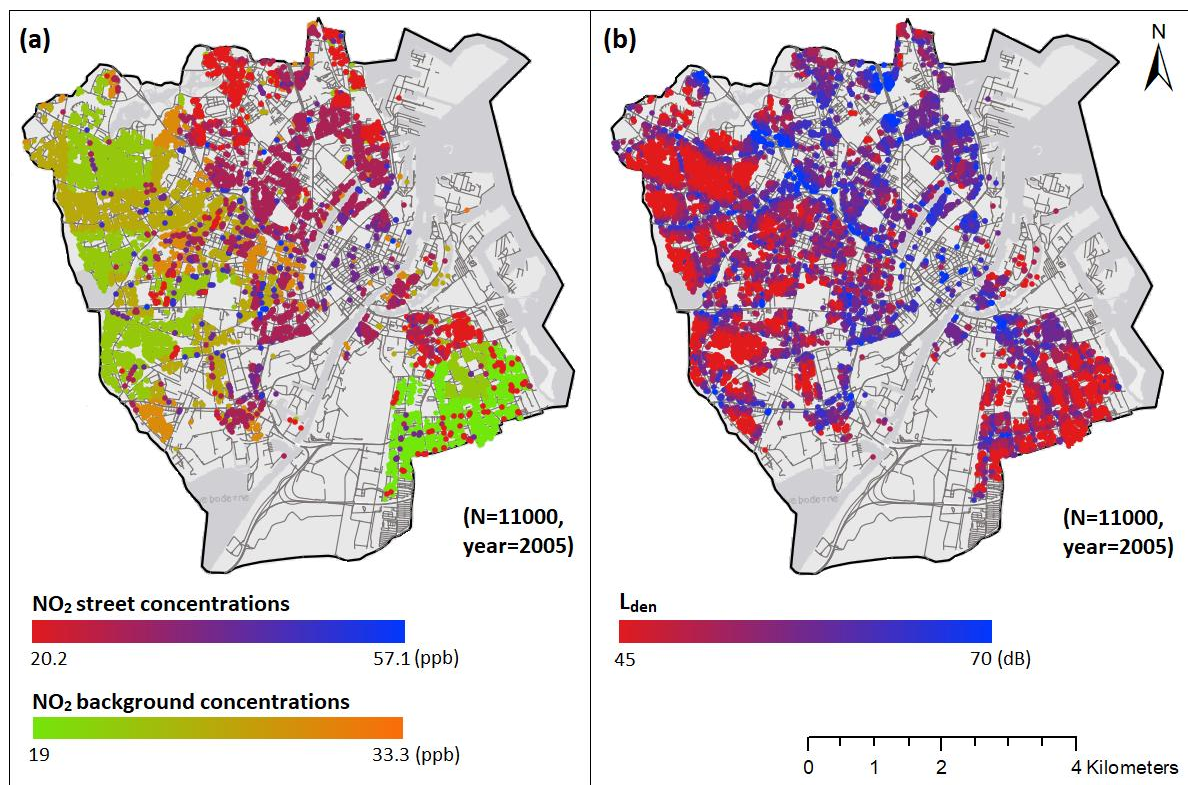 (a)
(N=11000,
year=2005)
NO₂ street concentrations
20.2
57.1 (ppb)
NO₂ background concentrations
19
33.3 (ppb)
(b)
N
(N=11000,
year=2005)
L_den
45
70 (dB)
0 1 2 4 Kilometers